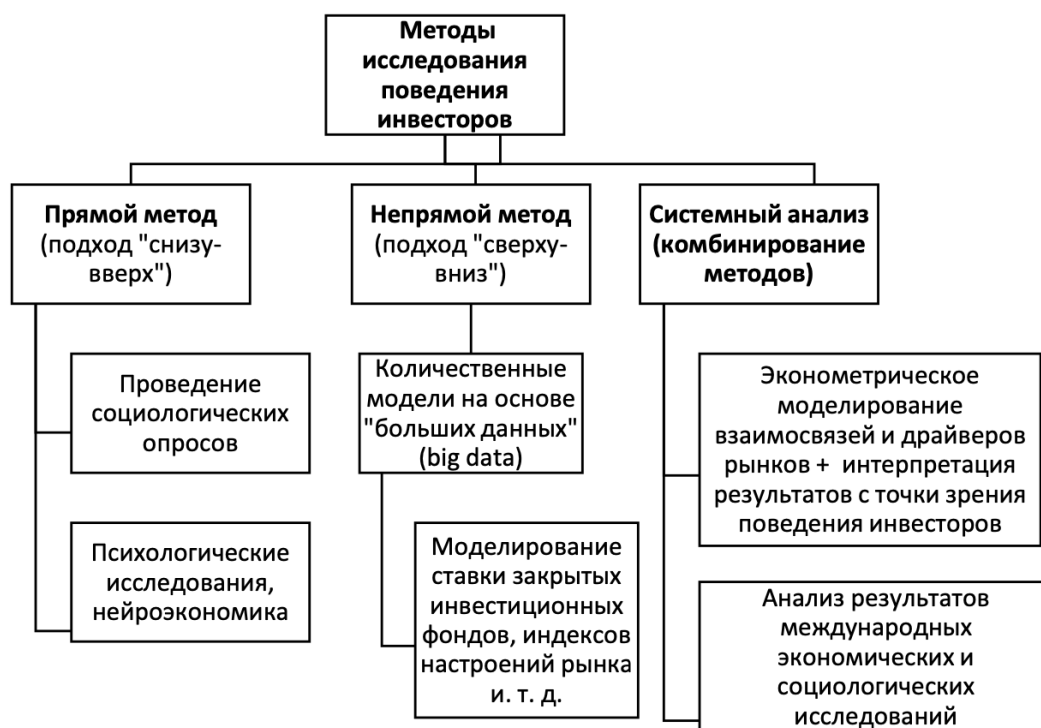 Методы
исследования
поведения
инвесторов
Прямой метод
(подход "снизу-
вверх")
Непрямой метод
(подход "сверху-
вниз")
Системный анализ
(комбинирование
методов)
Проведение
социологических
опросов
Психологические
исследования,
нейроэкономика
Количественные
модели на основе
"больших данных"
(big data)
Моделирование
ставки закрытых
инвестиционных
фондов, индексов
настроений рынка
и. т. д.
Эконометрическое
моделирование
взаимосвязей и драйверов
рынков + интерпретация
результатов с точки зрения
поведения инвесторов
Анализ результатов
международных
экономических и
социологических
исследований